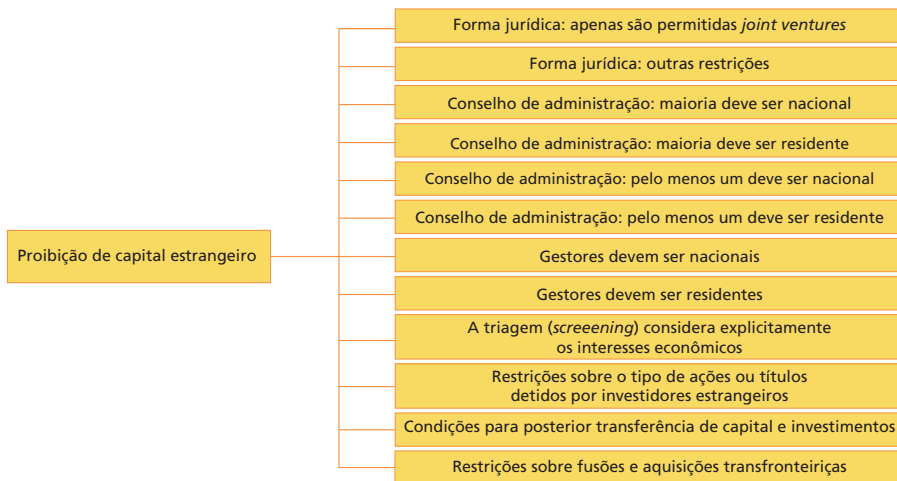 Forma jurídica: apenas são permitidas joint ventures
Forma jurídica: outras restrições
Conselho de administração: maioria deve ser nacional
Conselho de administração: maioria deve ser residente
Conselho de administração: pelo menos um deve ser nacional
Conselho de administração: pelo menos um deve ser residente
Proibição de capital estrangeiro
Gestores devem ser nacionais
Gestores devem ser residentes
A triagem (screeening) considera explicitamente
os interesses econômicos
Restrições sobre o tipo de ações ou títulos
detidos por investidores estrangeiros
Condições para posterior transferência de capital e investimentos
Restrições sobre fusões e aquisições transfronteiriças